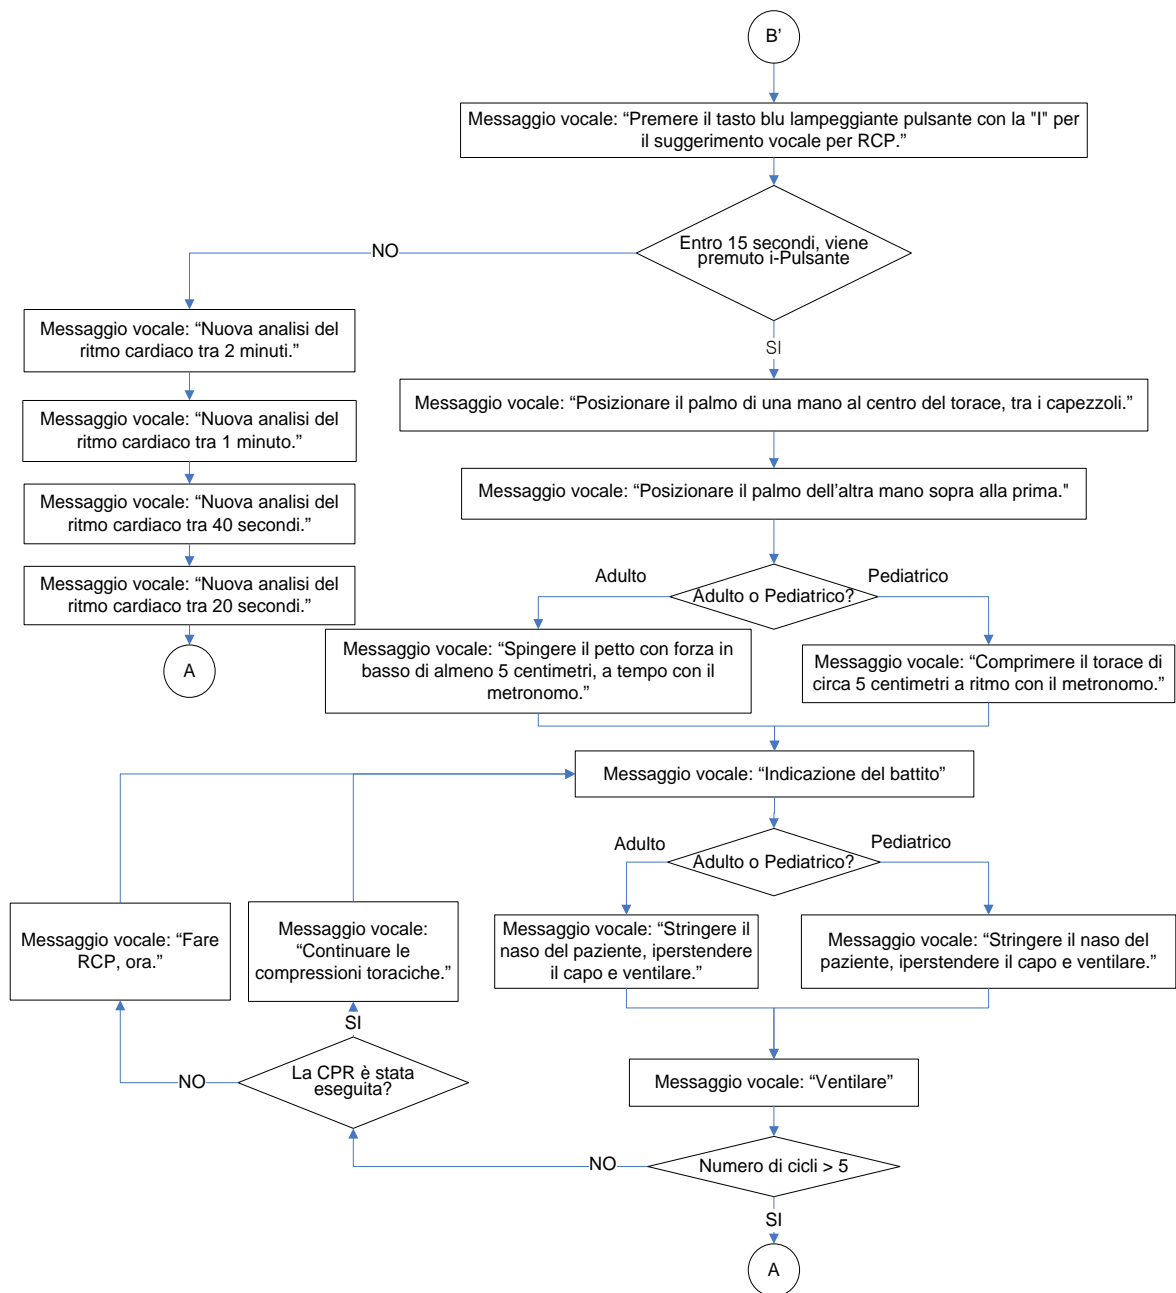 B’
Messaggio vocale: “Premere il tasto blu lampeggiante pulsante con la "I" per
il suggerimento vocale per RCP.”
Entro 15 secondi, viene
premuto i-Pulsante
NO
SI
Messaggio vocale: “Nuova analisi del
ritmo cardiaco tra 2 minuti.”
Messaggio vocale: “Nuova analisi del
ritmo cardiaco tra 1 minuto.”
Messaggio vocale: “Nuova analisi del
ritmo cardiaco tra 40 secondi.”
Messaggio vocale: “Nuova analisi del
ritmo cardiaco tra 20 secondi.”
A
Messaggio vocale: “Posizionare il palmo di una mano al centro del torace, tra i capezzoli.”
Messaggio vocale: “Posizionare il palmo dell’altra mano sopra alla prima."
Adulto o Pediatrico?
Adulto
Pediatrico
Messaggio vocale: “Spingere il petto con forza in
basso di almeno 5 centimetri, a tempo con il
metronomo.”
Messaggio vocale: “Comprimere il torace di
circa 5 centimetri a ritmo con il metronomo.”
Messaggio vocale: “Indicazione del battito”
Adulto o Pediatrico?
Adulto
Pediatrico
Messaggio vocale: “Stringere il
naso del paziente, iperstendere
il capo e ventilare.”
Messaggio vocale: “Stringere il naso del
paziente, iperstendere il capo e ventilare.”
Messaggio vocale: “Ventilare”
Numero di cicli > 5
NO
SI
La CPR è stata
eseguita?
NO
SI
Messaggio vocale: “Fare
RCP, ora.”
Messaggio vocale:
“Continuare le
compressioni toraciche.”
A